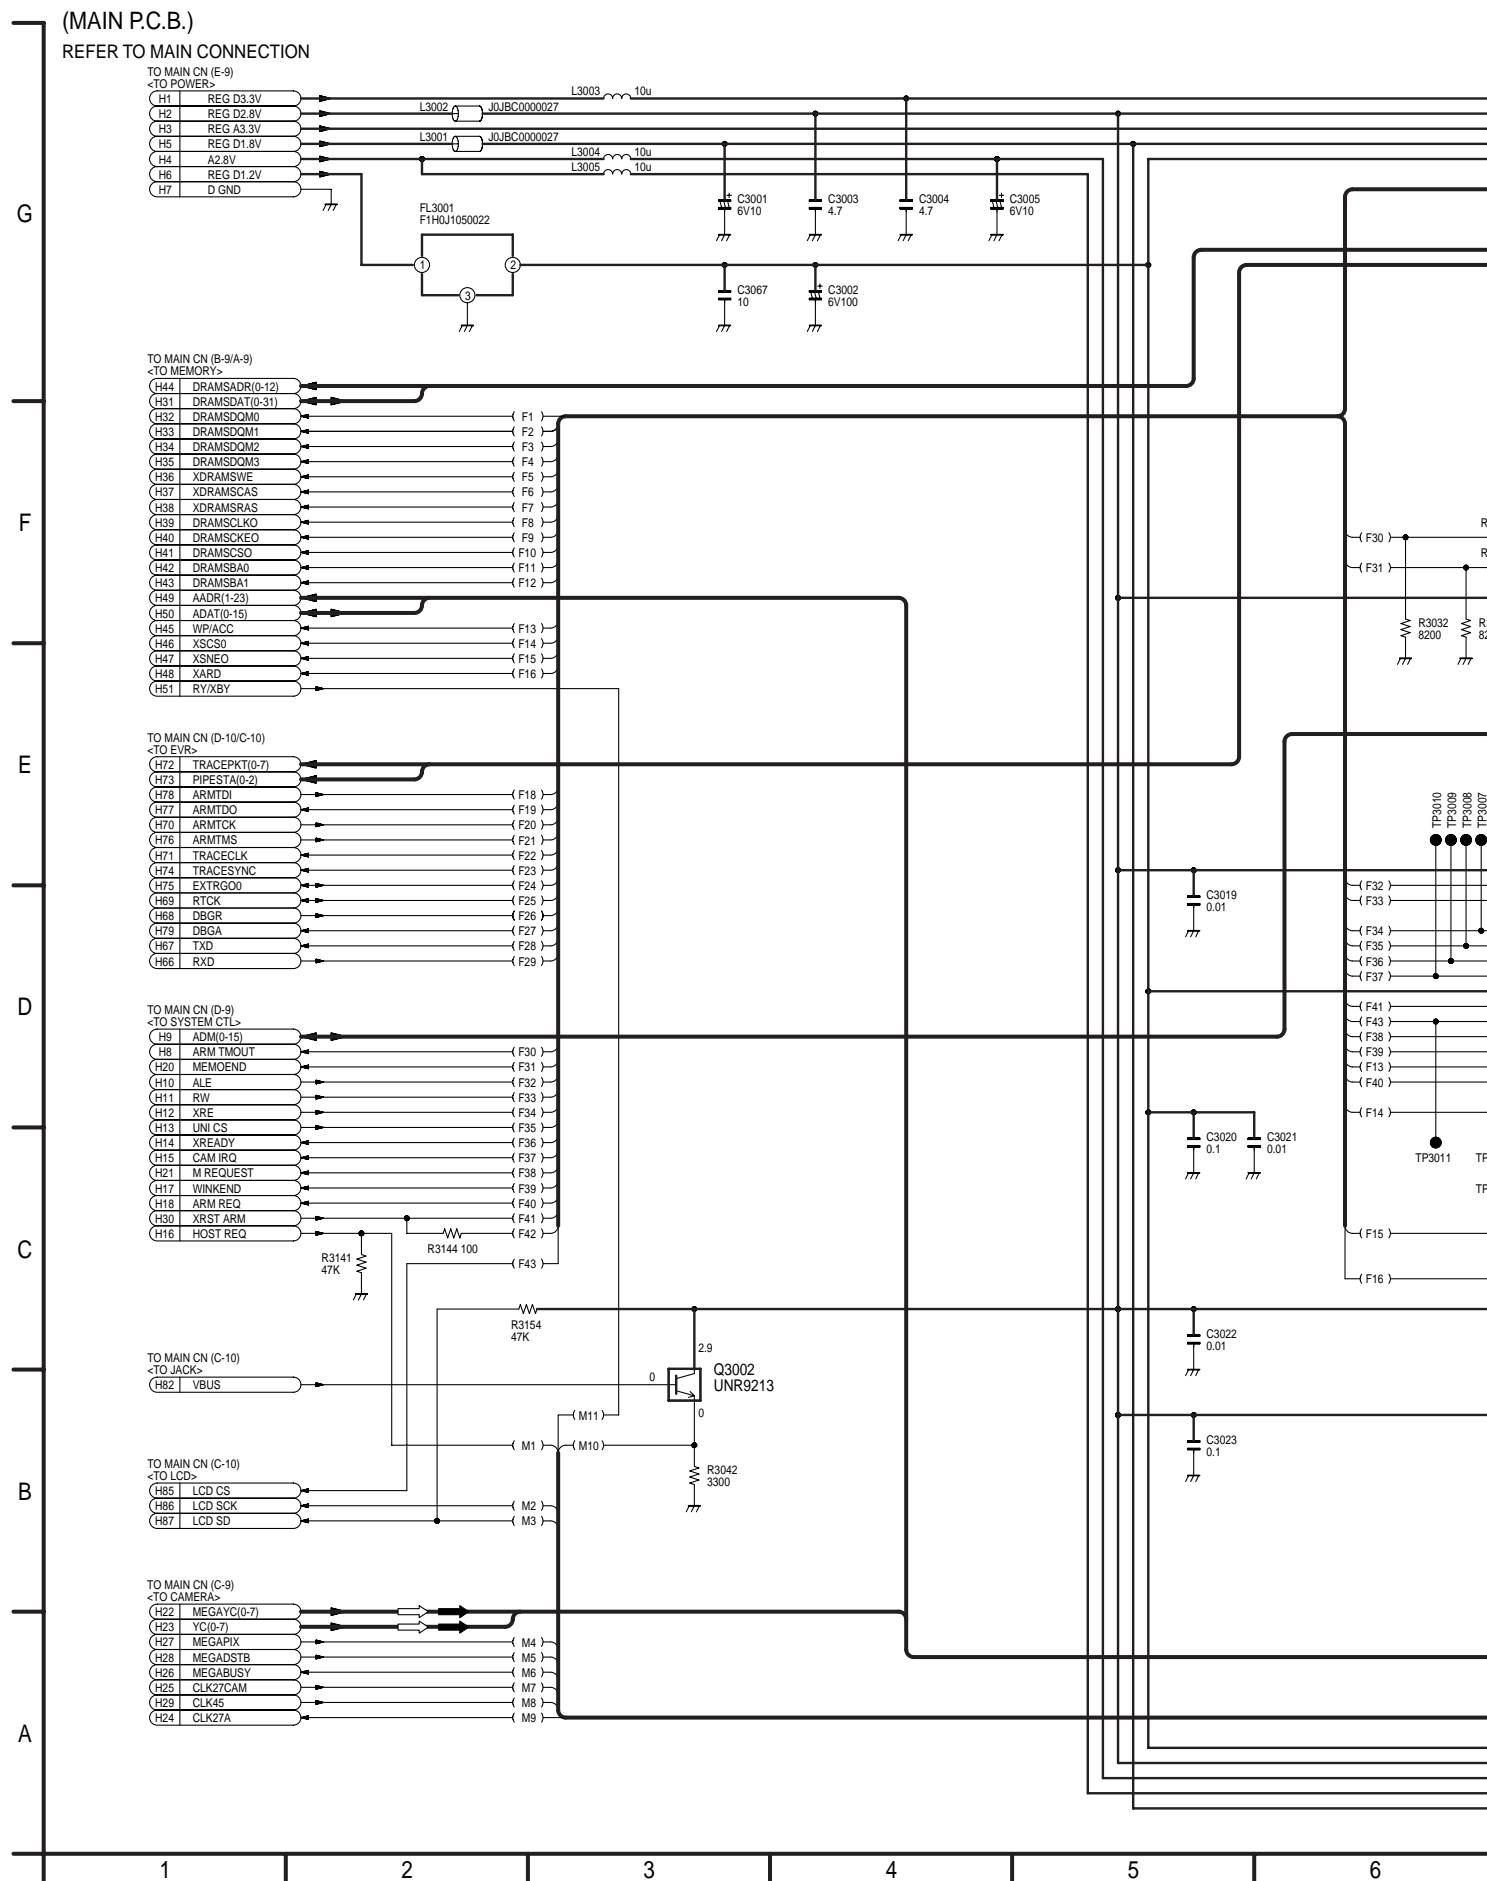 (MAIN P.C.B.)
REFER TO MAIN CONNECTION
TO MAIN CN (E-9)
<TO POWER>
H1 REG D3.3V
H2 REG D2.8V
H3 REG A3.3V
H5 REG D1.8V
H4 A2.8V
H6 REG D1.2V
H7 D GND
L3003 10u
L3002 J0JBC0000027
L3001 J0JBC0000027
L3004 10u
L3005 10u
C3001
6V10
C3003
4.7
C3004
4.7
C3005
6V10
G
FL3001
F1H0J1050022
1 2
3
C3067
10
C3002
6V100
TO MAIN CN (B-9/A-9)
<TO MEMORY>
H44 DRAMSADR(0-12)
H31 DRAMSDAT(0-31)
H32 DRAMSDQM0 F1
H33 DRAMSDQM1 F2
H34 DRAMSDQM2 F3
H35 DRAMSDQM3 F4
H36 XDRAMSWE F5
H37 XDRAMSCAS F6
H38 XDRAMSRAS F7
H39 DRAMSCLKO F8
H40 DRAMSCKEO F9
H41 DRAMSCSO F10
H42 DRAMSBA0 F11
H43 DRAMSBA1 F12
H49 AADR(1-23)
H50 ADAT(0-15)
H45 WP/ACC F13
H46 XSCS0 F14
H47 XSNEO F15
H48 XARD F16
H51 RY/XBY
F
R
F30
R
F31
R3032
8200
R3
82
TO MAIN CN (D-10/C-10)
<TO EVR>
H72 TRACEPKT(0-7)
H73 PIPESTA(0-2)
H78 ARMTDI F18
H77 ARMTDO F19
H70 ARMTCK F20
H76 ARMTMS F21
H71 TRACECLK F22
H74 TRACESYNC F23
H75 EXTRGO0 F24
H69 RTCK F25
H68 DBGR F26
H79 DBGA F27
H67 TXD F28
H66 RXD F29
E
TP3010
TP3009
TP3008
TP3007
C3019
0.01
F32
F33
F34
F35
F36
F37
D
TO MAIN CN (D-9)
<TO SYSTEM CTL>
H9 ADM(0-15)
H8 ARM TMOUT F30
H20 MEMOEND F31
H10 ALE F32
H11 RW F33
H12 XRE F34
H13 UNI CS F35
H14 XREADY F36
H15 CAM IRQ F37
H21 M REQUEST F38
H17 WINKEND F39
H18 ARM REQ F40
H30 XRST ARM F41
H16 HOST REQ F42
F43
R3141
47K
R3144 100
F41
F43
F38
F39
F13
F40
F14
C3020
0.1
C3021
0.01
TP3011
TP
TP
F15
F16
C
R3154
47K
C3022
0.01
TO MAIN CN (C-10)
<TO JACK>
H82 VBUS
2.9
0
0
Q3002
UNR9213
M11
M1 M10
R3042
3300
C3023
0.1
B
TO MAIN CN (C-10)
<TO LCD>
H85 LCD CS
H86 LCD SCK M2
H87 LCD SD M3
TO MAIN CN (C-9)
<TO CAMERA>
H22 MEGAYC(0-7)
H23 YC(0-7)
H27 MEGAPIX M4
H28 MEGADSTB M5
H26 MEGABUSY M6
H25 CLK27CAM M7
H29 CLK45 M8
H24 CLK27A M9
A
1 2 3 4 5 6